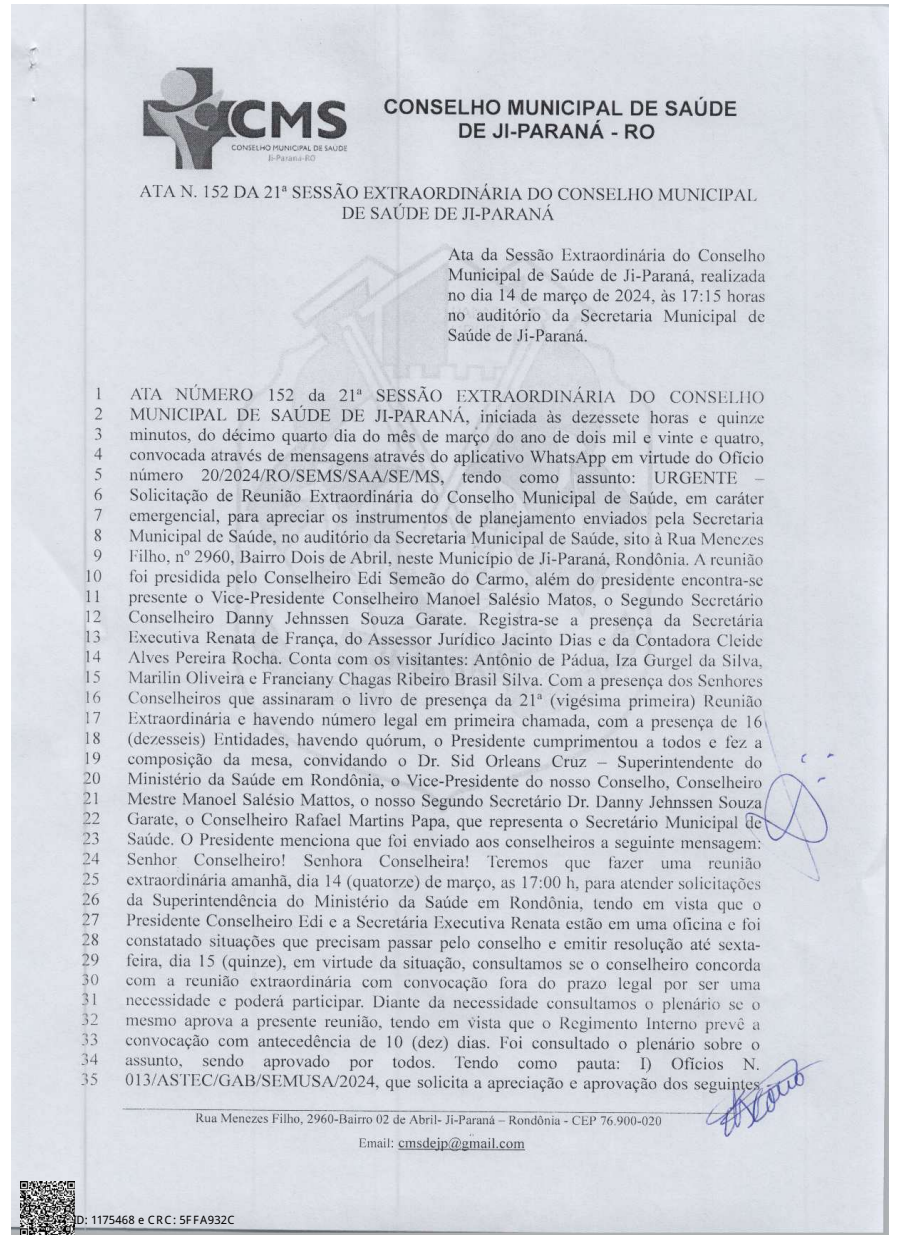 CMS
CONSELHO MUNICIPAL DE SAÚDE
Ji-Paraná-RO
CONSELHO MUNICIPAL DE SAÚDE
DE JI-PARANÁ - RO
ATA N. 152 DA 21ª SESSÃO EXTRAORDINÁRIA DO CONSELHO MUNICIPAL
DE SAÚDE DE JI-PARANÁ
Ata da Sessão Extraordinária do Conselho
Municipal de Saúde de Ji-Paraná, realizada
no dia 14 de março de 2024, às 17:15 horas
no auditório da Secretaria Municipal de
Saúde de Ji-Paraná.
1 ATA NÚMERO 152 da 21ª SESSÃO EXTRAORDINÁRIA DO CONSELHO
2 MUNICIPAL DE SAÚDE DE JI-PARANÁ, iniciada às dezessete horas e quinze
3 minutos, do décimo quarto dia do mês de março do ano de dois mil e vinte e quatro,
4 convocada através de mensagens através do aplicativo WhatsApp em virtude do Ofício
5 número 20/2024/RO/SEMS/SAA/SE/MS, tendo como assunto: URGENTE –
6 Solicitação de Reunião Extraordinária do Conselho Municipal de Saúde, em caráter
7 emergencial, para apreciar os instrumentos de planejamento enviados pela Secretaria
8 Municipal de Saúde, no auditório da Secretaria Municipal de Saúde, sito à Rua Menezes
9 Filho, nº 2960, Bairro Dois de Abril, neste Município de Ji-Paraná, Rondônia. A reunião
10 foi presidida pelo Conselheiro Edi Semeão do Carmo, além do presidente encontra-se
11 presente o Vice-Presidente Conselheiro Manoel Salésio Matos, o Segundo Secretário
12 Conselheiro Danny Jehnssen Souza Garate. Registra-se a presença da Secretária
13 Executiva Renata de França, do Assessor Jurídico Jacinto Dias e da Contadora Cleide
14 Alves Pereira Rocha. Conta com os visitantes: Antônio de Pádua, Iza Gurgel da Silva,
15 Marilin Oliveira e Franciany Chagas Ribeiro Brasil Silva. Com a presença dos Senhores
16 Conselheiros que assinaram o livro de presença da 21ª (vigésima primeira) Reunião
17 Extraordinária e havendo número legal em primeira chamada, com a presença de 16
18 (dezesseis) Entidades, havendo quórum, o Presidente cumprimentou a todos e fez a
19 composição da mesa, convidando o Dr. Sid Orleans Cruz – Superintendente do
20 Ministério da Saúde em Rondônia, o Vice-Presidente do nosso Conselho, Conselheiro
21 Mestre Manoel Salésio Mattos, o nosso Segundo Secretário Dr. Danny Jehnssen Souza
22 Garate, o Conselheiro Rafael Martins Papa, que representa o Secretário Municipal de
23 Saúde. O Presidente menciona que foi enviado aos conselheiros a seguinte mensagem:
24 Senhor Conselheiro! Senhora Conselheira! Teremos que fazer uma reunião
25 extraordinária amanhã, dia 14 (quatorze) de março, as 17:00 h, para atender solicitações
26 da Superintendência do Ministério da Saúde em Rondônia, tendo em vista que o
27 Presidente Conselheiro Edi e a Secretária Executiva Renata estão em uma oficina e foi
28 constatado situações que precisam passar pelo conselho e emitir resolução até sexta-
29 feira, dia 15 (quinze), em virtude da situação, consultamos se o conselheiro concorda
30 com a reunião extraordinária com convocação fora do prazo legal por ser uma
31 necessidade e poderá participar. Diante da necessidade consultamos o plenário se o
32 mesmo aprova a presente reunião, tendo em vista que o Regimento Interno prevê a
33 convocação com antecedência de 10 (dez) dias. Foi consultado o plenário sobre o
34 assunto, sendo aprovado por todos. Tendo como pauta: I) Ofícios N.
35 013/ASTEC/GAB/SEMUSA/2024, que solicita a apreciação e aprovação dos seguintes
Rua Menezes Filho, 2960-Bairro 02 de Abril- Ji-Paraná – Rondônia - CEP 76.900-020
Email: cmsdejp@gmail.com
ID: 1175468 e CRC: 5FFA932C